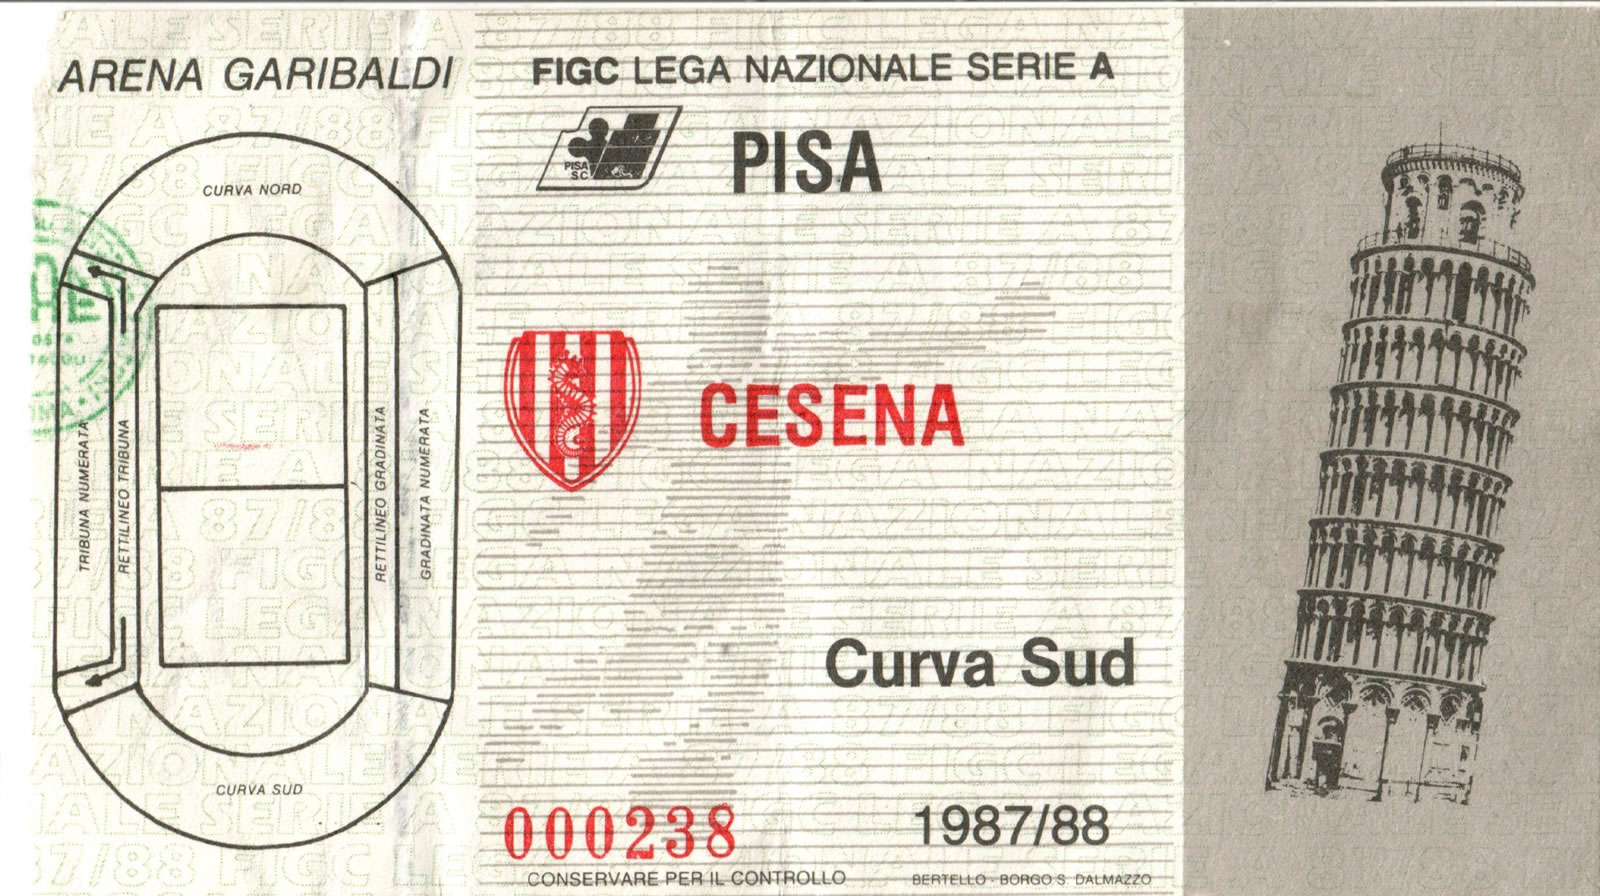 ARENA GARIBALDI
CURVA NORD
TRIBUNA NUMERATA
RETTILINEO TRIBUNA
RETTILINEO GRADINATA
GRADINATA NUMERATA
CURVA SUD
FIGC LEGA NAZIONALE SERIE A
PISA
SC
PISA
CESENA
Curva Sud
000238
1987/88
CONSERVARE PER IL CONTROLLO
BERTELLO - BORGO S. DALMAZZO